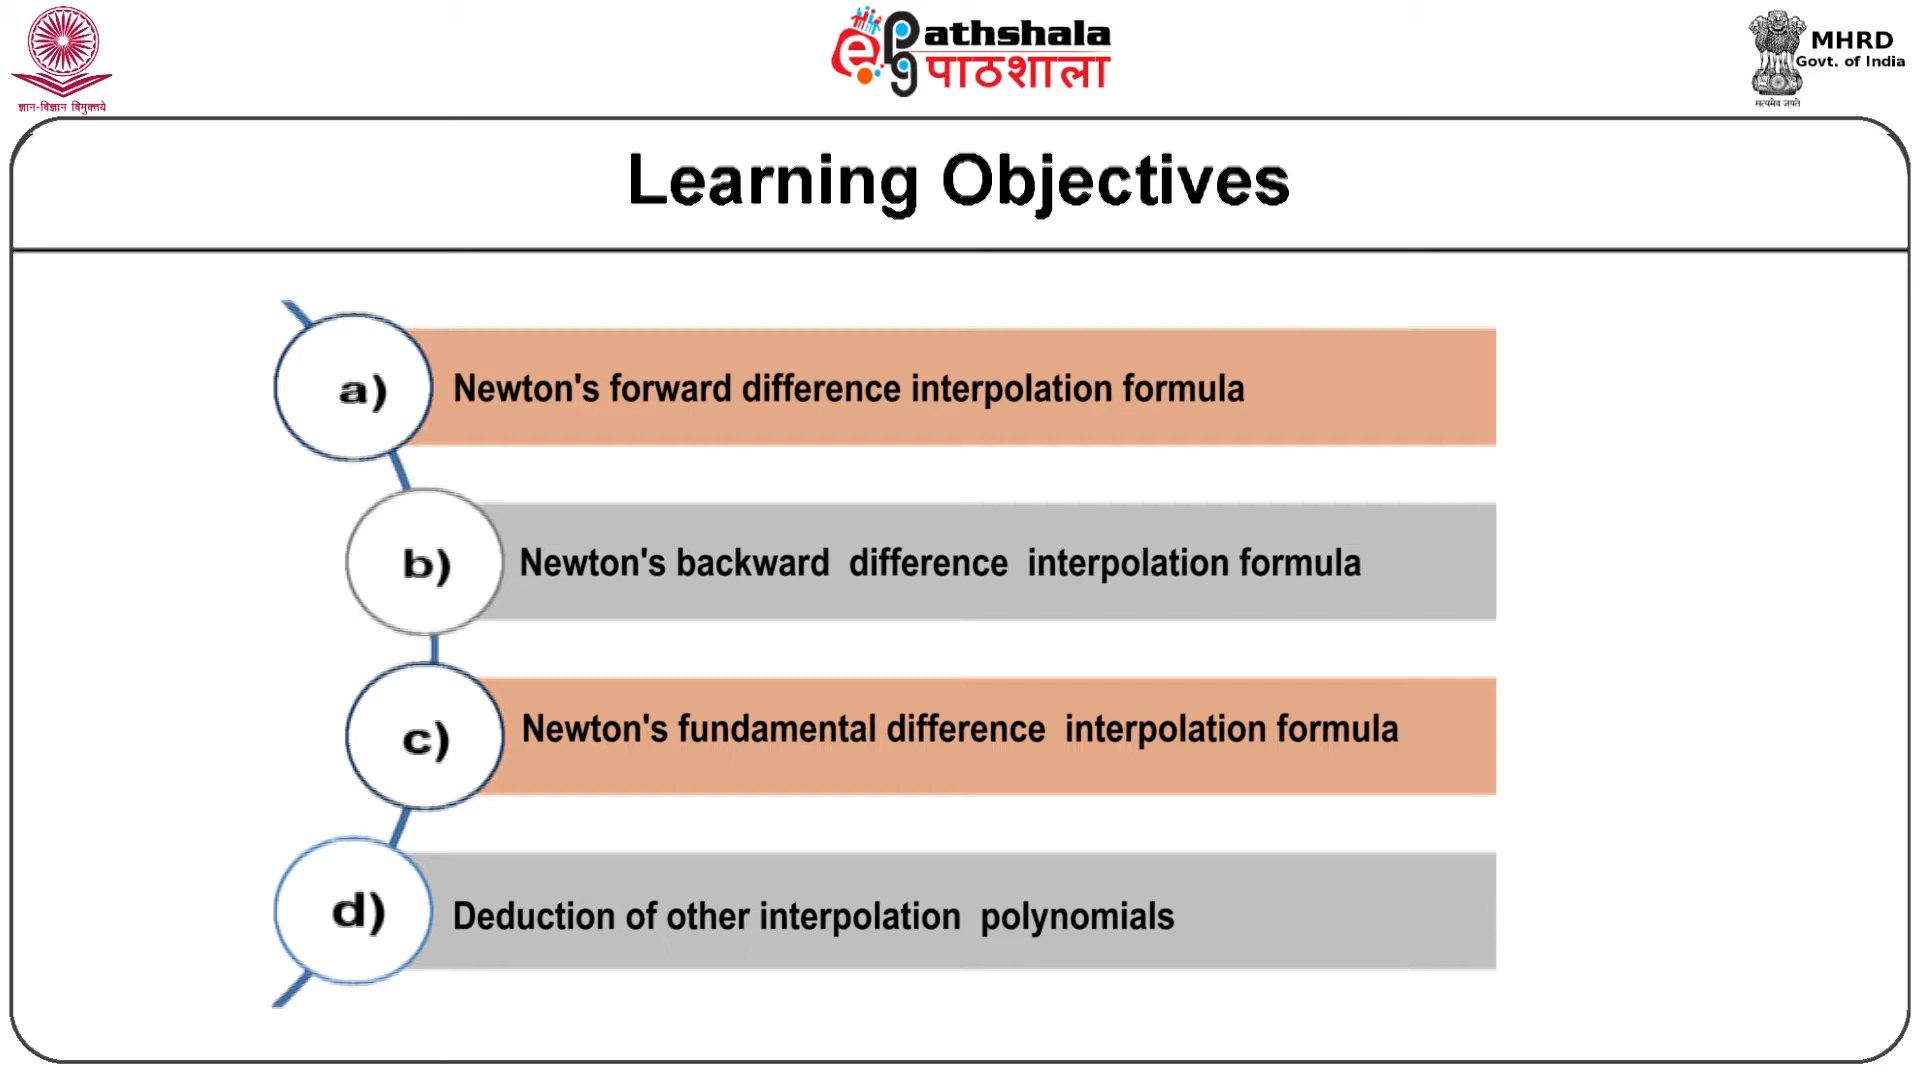 ज्ञान-विज्ञान विमुक्तये
e
PG
athshala
पाठशाला
MHRD
Govt. of India
सत्यमेव जयते
Learning Objectives
a) Newton's forward difference interpolation formula
b) Newton's backward difference interpolation formula
c) Newton's fundamental difference interpolation formula
d) Deduction of other interpolation polynomials